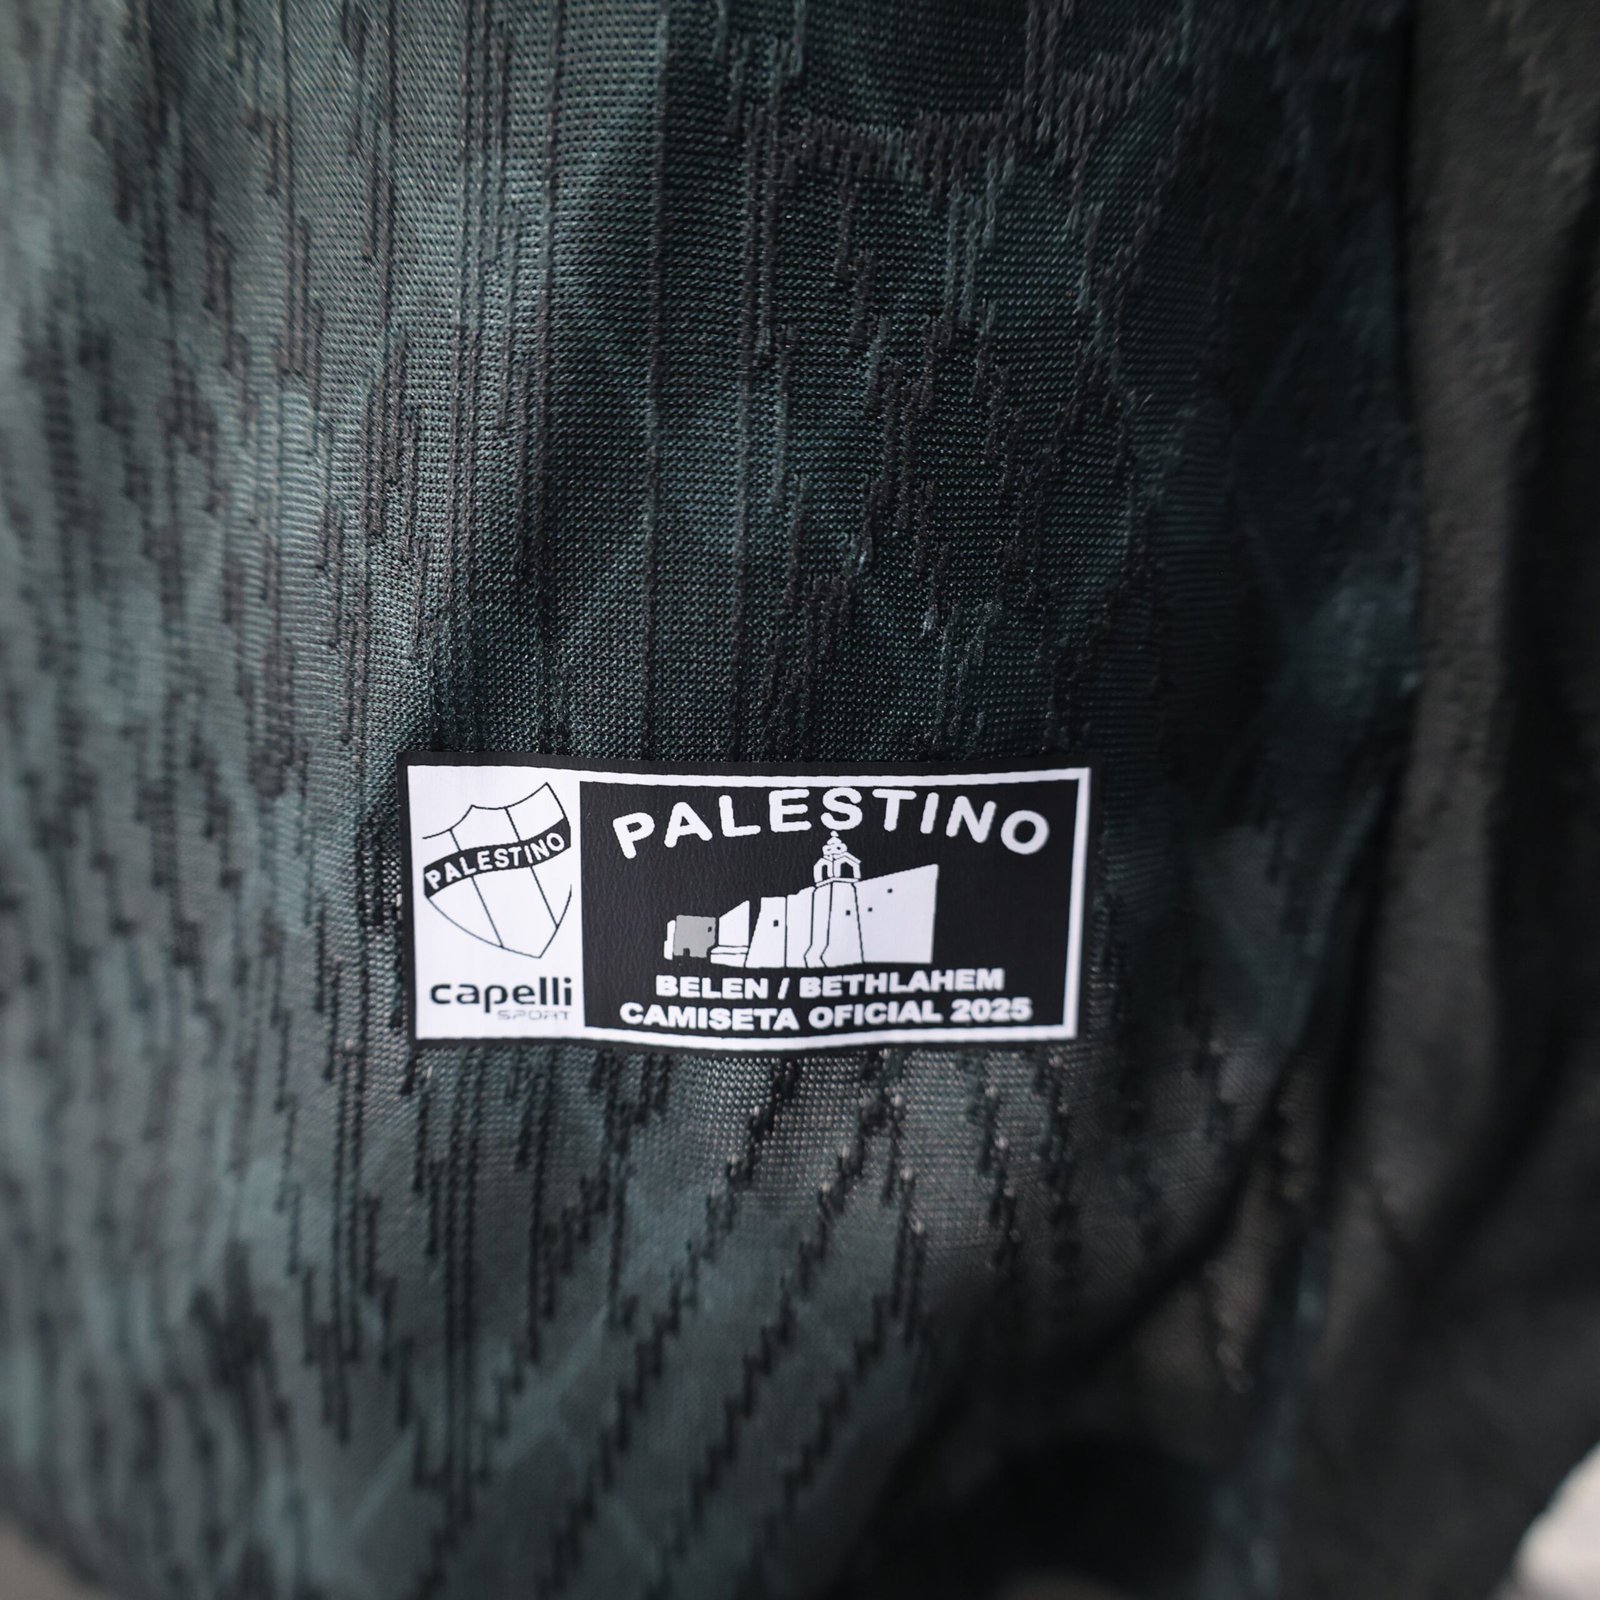 PALESTINO
capelli
SPORT
PALESTINO
BELEN / BETHLAHEM
CAMISETA OFICIAL 2025